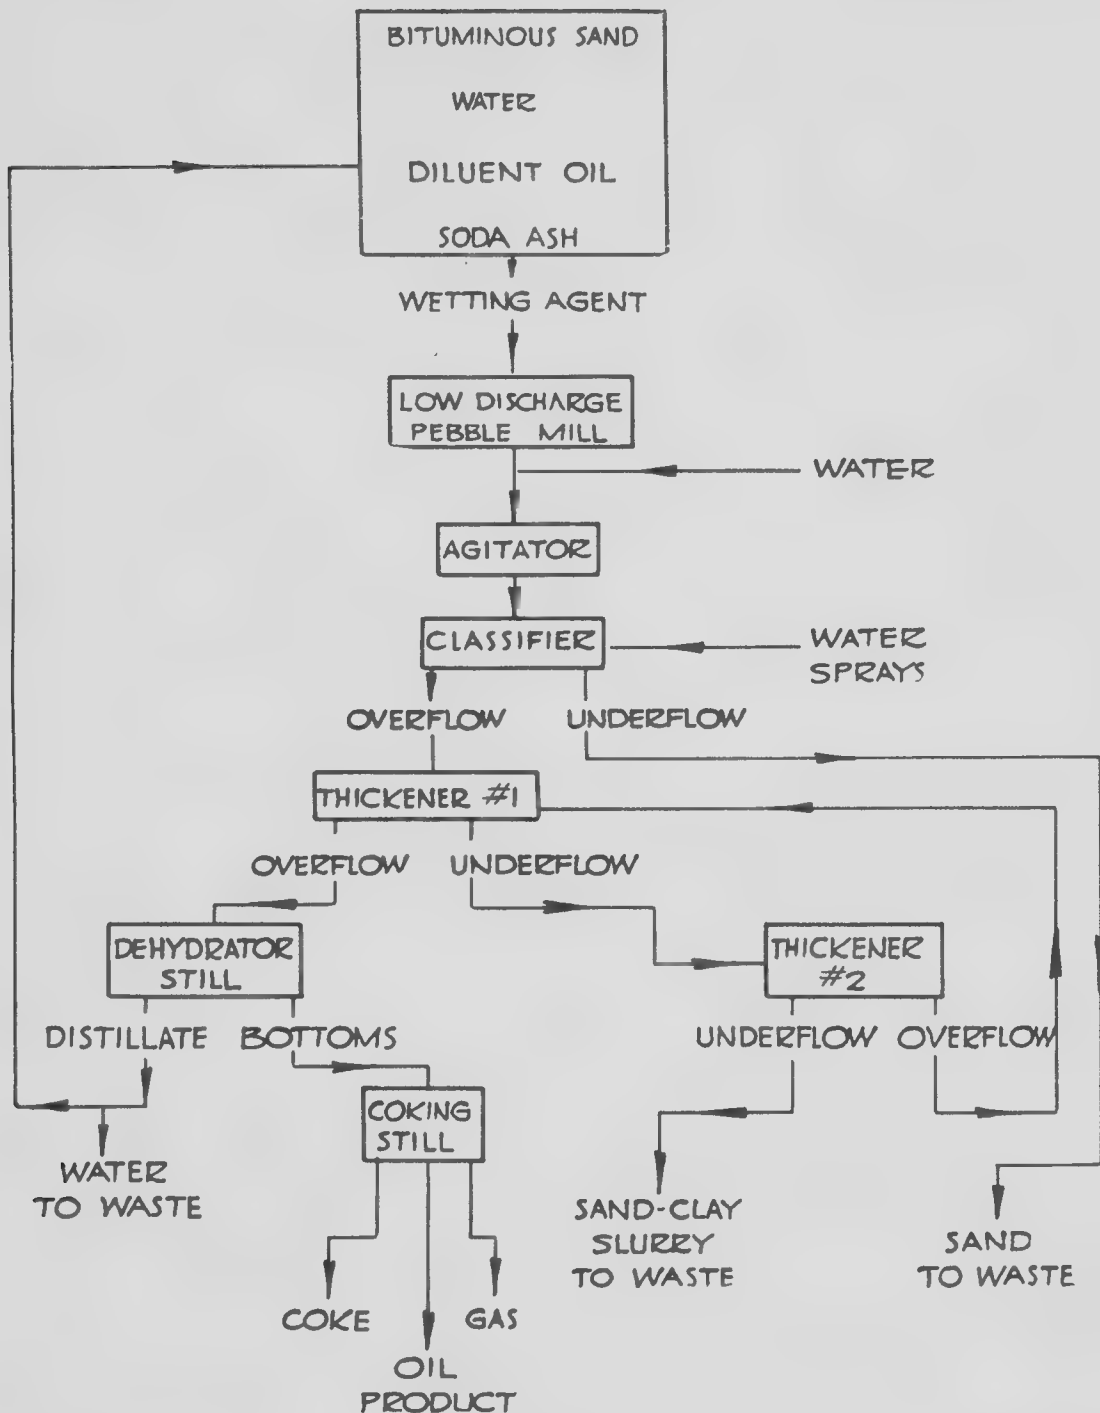 BITUMINOUS SAND
WATER
DILUENT OIL
SODA ASH
WETTING AGENT
LOW DISCHARGE
PEBBLE MILL
WATER
AGITATOR
CLASSIFIER
WATER
SPRAYS
OVERFLOW
UNDERFLOW
THICKENER #1
OVERFLOW
UNDERFLOW
DEHYDRATOR
STILL
THICKENER
#2
DISTILLATE
BOTTOMS
UNDERFLOW
OVERFLOW
COKING
STILL
WATER
TO WASTE
SAND-CLAY
SLURRY
TO WASTE
SAND
TO WASTE
COKE
GAS
OIL
PRODUCT